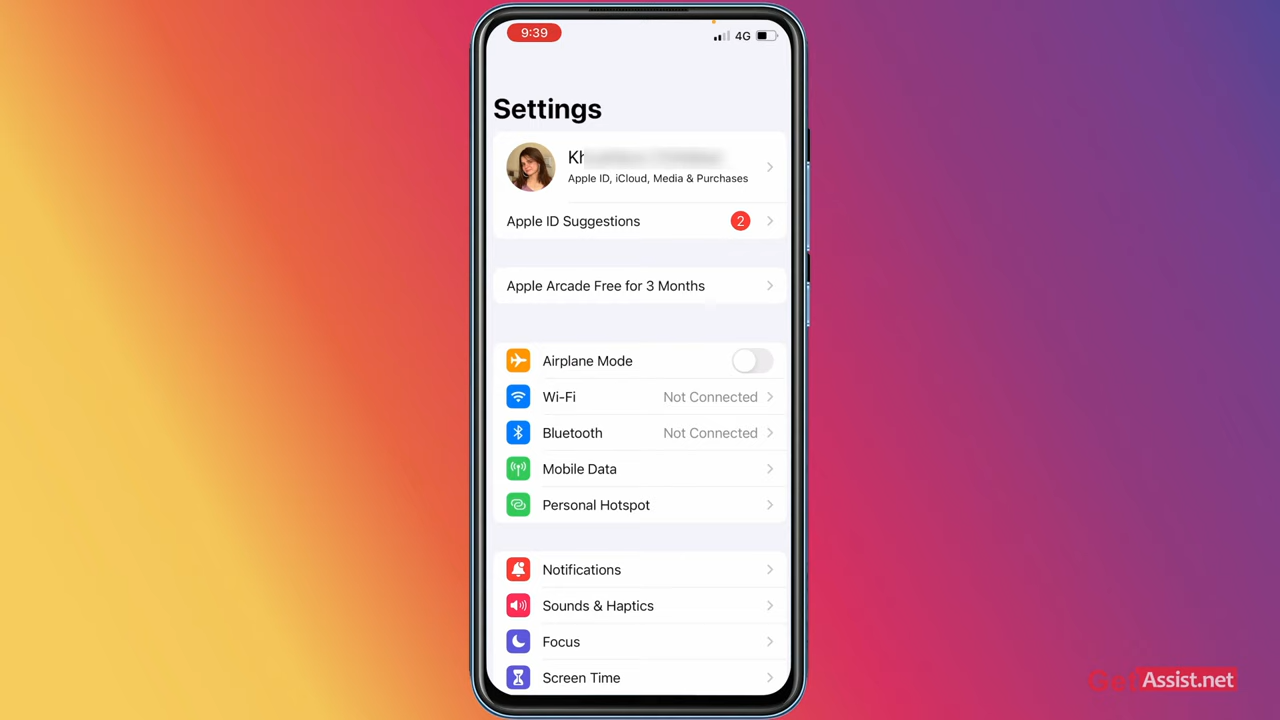 9:39
4G
Settings
Apple ID, iCloud, Media & Purchases
Apple ID Suggestions 2
Apple Arcade Free for 3 Months
Airplane Mode
Wi-Fi Not Connected
Bluetooth Not Connected
Mobile Data
Personal Hotspot
Notifications
Sounds & Haptics
Focus
Screen Time
GetAssist.net